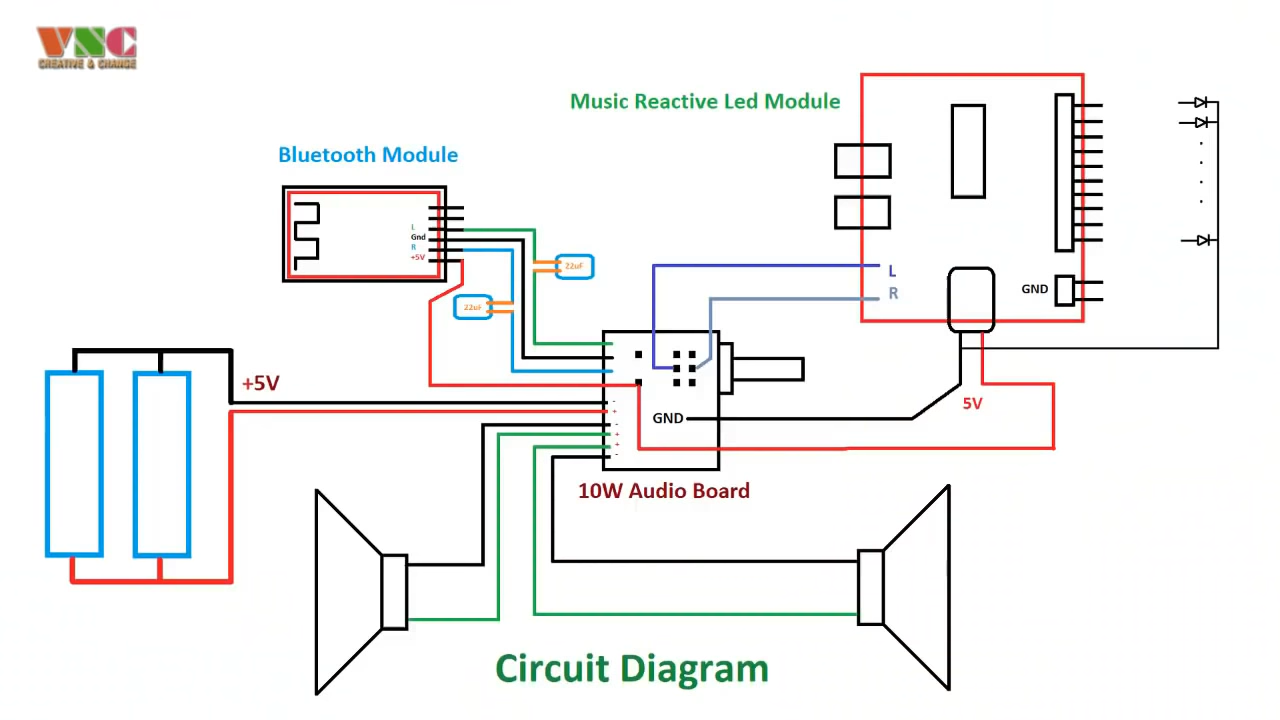 VNC
CREATIVE & CHANGE
Music Reactive Led Module
Bluetooth Module
L
Gnd
R
+5V
22uF
22uF
L
R
GND
+5V
-
+
-
+
+
-
GND
5V
10W Audio Board
Circuit Diagram